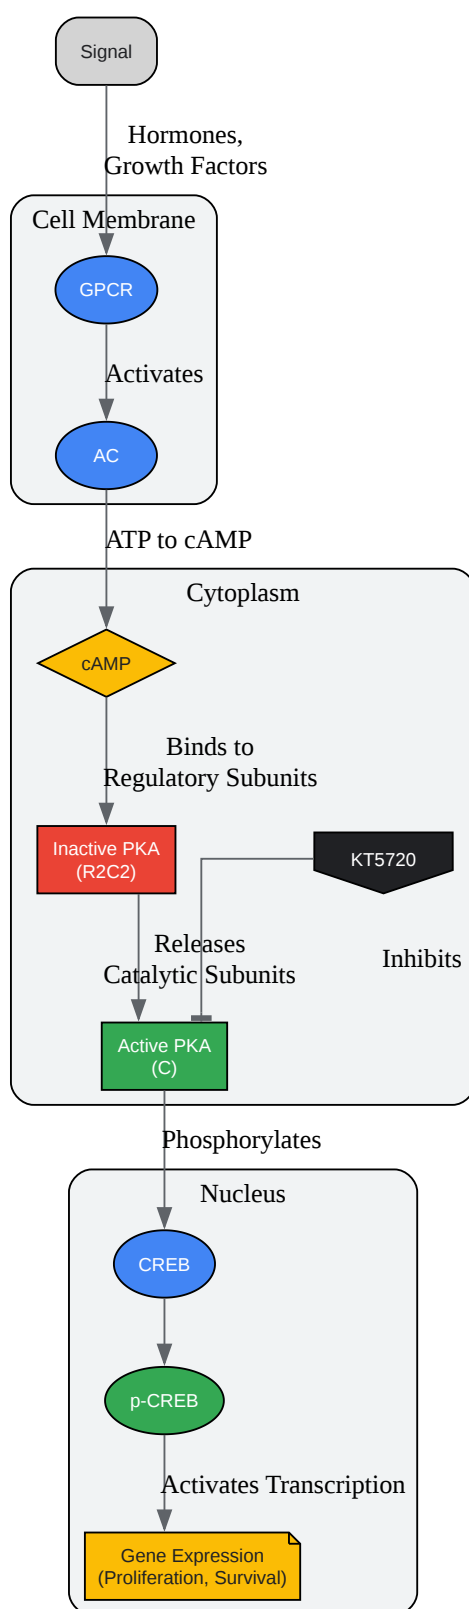 Signal
Hormones,
Growth Factors
Cell Membrane
GPCR
Activates
AC
ATP to cAMP
Cytoplasm
cAMP
Binds to
Regulatory Subunits
Inactive PKA
(R2C2)
KT5720
Releases
Catalytic Subunits
Inhibits
Active PKA
(C)
Phosphorylates
Nucleus
CREB
p-CREB
Activates Transcription
Gene Expression
(Proliferation, Survival)